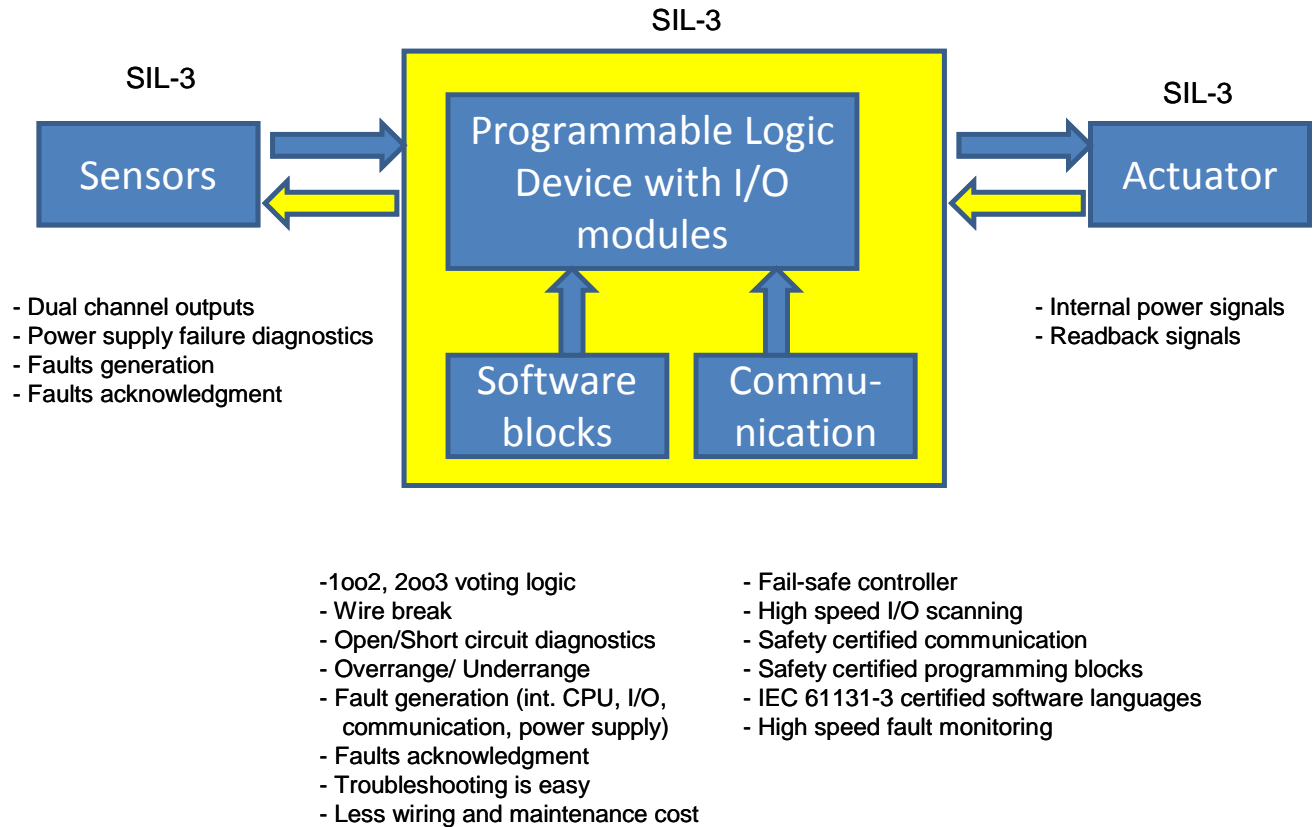 SIL-3
SIL-3
SIL-3
Sensors
Programmable Logic
Device with I/O
modules
Actuator
Software
blocks
Commu-
nication
- Dual channel outputs
- Power supply failure diagnostics
- Faults generation
- Faults acknowledgment
- Internal power signals
- Readback signals
-1oo2, 2oo3 voting logic
- Wire break
- Open/Short circuit diagnostics
- Overrange/ Underrange
- Fault generation (int. CPU, I/O,
communication, power supply)
- Faults acknowledgment
- Troubleshooting is easy
- Less wiring and maintenance cost
- Fail-safe controller
- High speed I/O scanning
- Safety certified communication
- Safety certified programming blocks
- IEC 61131-3 certified software languages
- High speed fault monitoring